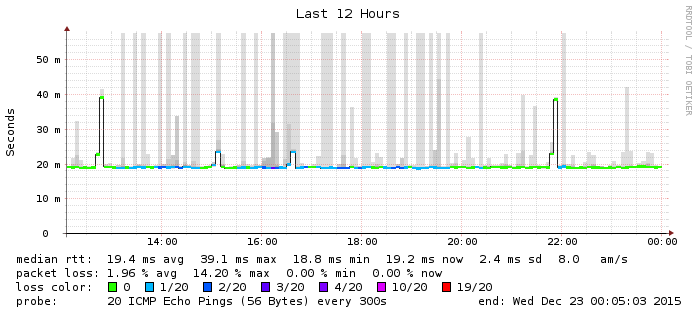 Last 12 Hours
RRDTOOL / TOBI OETIKER
Seconds
50 m
40 m
30 m
20 m
10 m
0
14:00 16:00 18:00 20:00 22:00 00:00
median rtt: 19.4 ms avg 39.1 ms max 18.8 ms min 19.2 ms now 2.4 ms sd 8.0 am/s
packet loss: 1.96 % avg 14.20 % max 0.00 % min 0.00 % now
loss color: 0 1/20 2/20 3/20 4/20 10/20 19/20
probe: 20 ICMP Echo Pings (56 Bytes) every 300s end: Wed Dec 23 00:05:03 2015